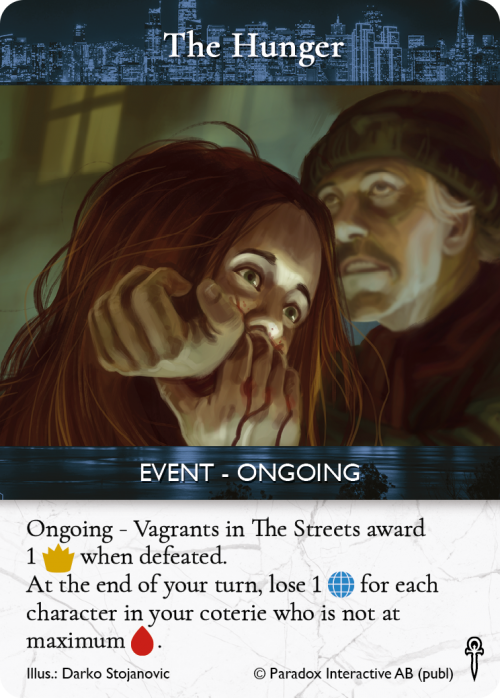 The Hunger
EVENT - ONGOING
Ongoing - Vagrants in The Streets award
1 when defeated.
At the end of your turn, lose 1 for each
character in your coterie who is not at
maximum .
Illus.: Darko Stojanovic © Paradox Interactive AB (publ)